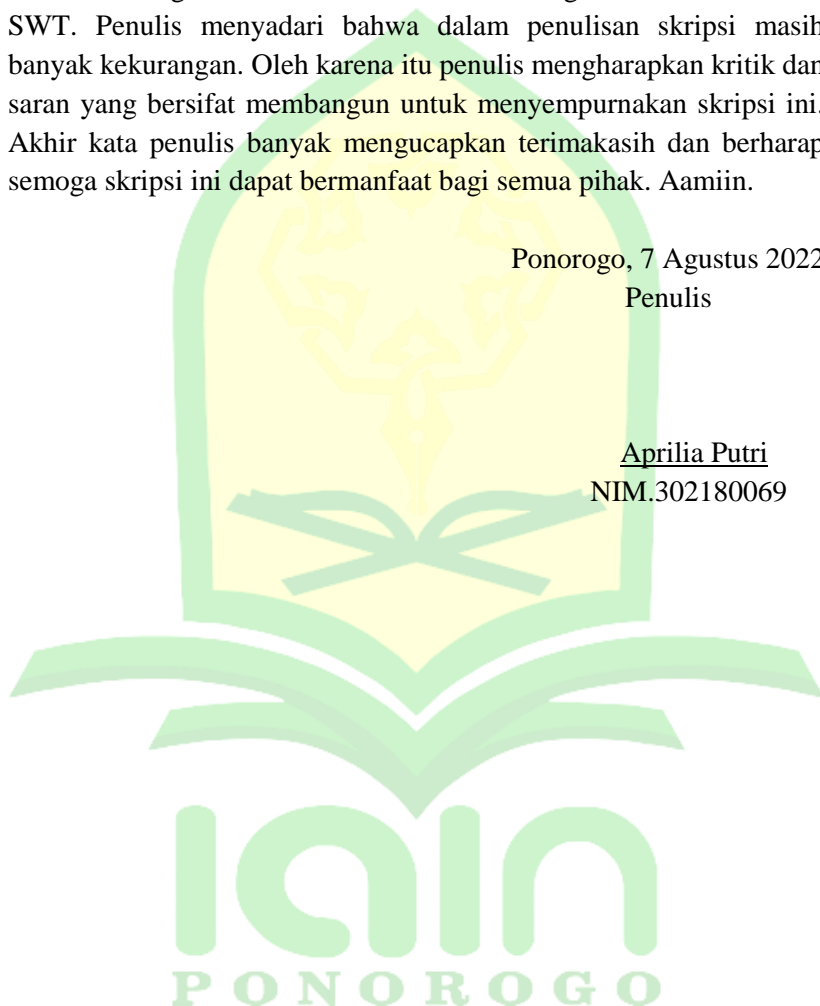 SWT. Penulis menyadari bahwa dalam penulisan skripsi masih
banyak kekurangan. Oleh karena itu penulis mengharapkan kritik dan
saran yang bersifat membangun untuk menyempurnakan skripsi ini.
Akhir kata penulis banyak mengucapkan terimakasih dan berharap
semoga skripsi ini dapat bermanfaat bagi semua pihak. Aamiin.
Ponorogo, 7 Agustus 2022
Penulis
Aprilia Putri
NIM.302180069
IAIN
PONOROGO